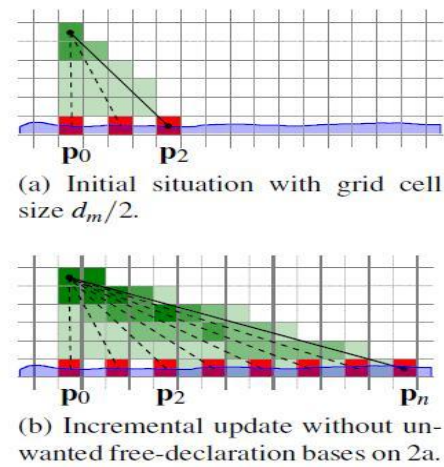 p0 p2
(a) Initial situation with grid cell
size dm/2.
p0 p2 pn
(b) Incremental update without un-
wanted free-declaration bases on 2a.